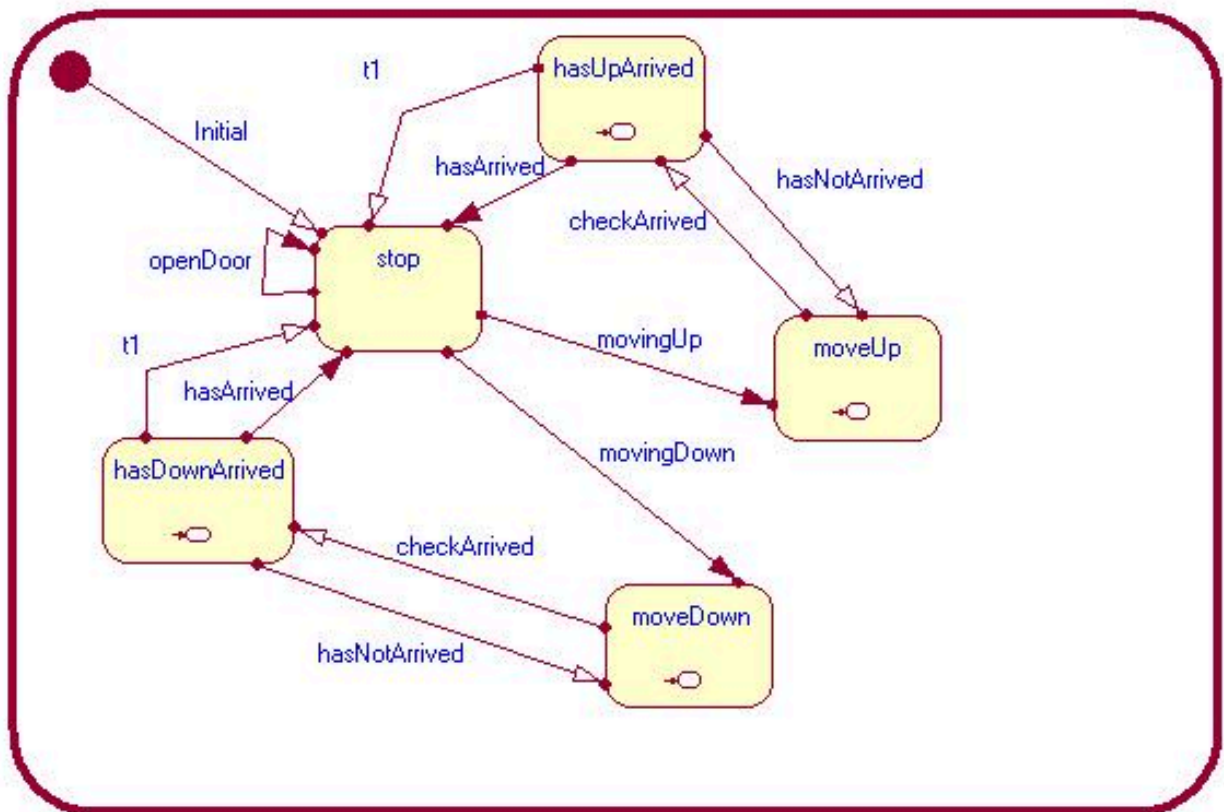 t1
hasUpArrived
Initial
hasArrived
hasNotArrived
checkArrived
openDoor
stop
movingUp
moveUp
t1
hasArrived
movingDown
hasDownArrived
checkArrived
moveDown
hasNotArrived